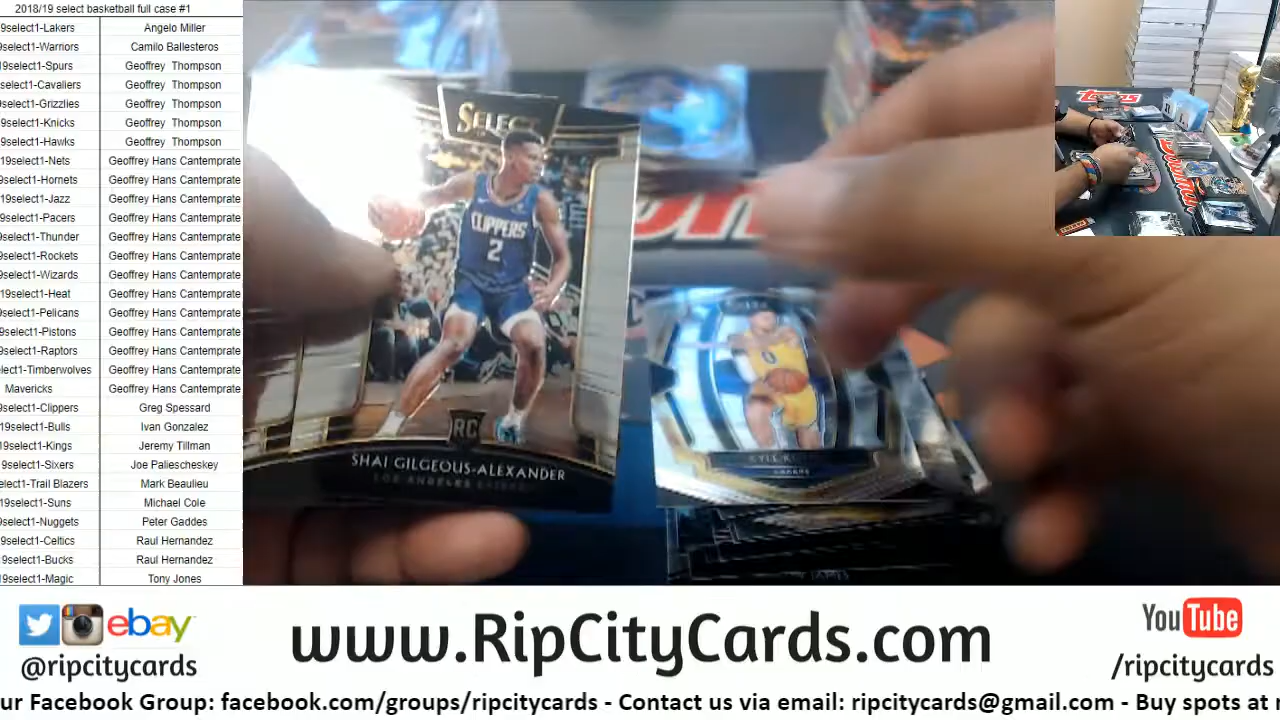 2018/19 select basketball full case #1
9select1-Lakers Angelo Miller
9select1-Warriors Camilo Ballesteros
19select1-Spurs Geoffrey Thompson
select1-Cavaliers Geoffrey Thompson
9select1-Grizzlies Geoffrey Thompson
9select1-Knicks Geoffrey Thompson
19select1-Hawks Geoffrey Thompson
19select1-Nets Geoffrey Hans Cantemprate
9select1-Hornets Geoffrey Hans Cantemprate
19select1-Jazz Geoffrey Hans Cantemprate
9select1-Pacers Geoffrey Hans Cantemprate
9select1-Thunder Geoffrey Hans Cantemprate
9select1-Rockets Geoffrey Hans Cantemprate
9select1-Wizards Geoffrey Hans Cantemprate
19select1-Heat Geoffrey Hans Cantemprate
9select1-Pelicans Geoffrey Hans Cantemprate
9select1-Pistons Geoffrey Hans Cantemprate
9select1-Raptors Geoffrey Hans Cantemprate
lect1-Timberwolves Geoffrey Hans Cantemprate
Mavericks Geoffrey Hans Cantemprate
9select1-Clippers Greg Spessard
19select1-Bulls Ivan Gonzalez
19select1-Kings Jeremy Tillman
9select1-Sixers Joe Paliescheskey
elect1-Trail Blazers Mark Beaulieu
19select1-Suns Michael Cole
9select1-Nuggets Peter Gaddes
9select1-Celtics Raul Hernandez
9select1-Bucks Raul Hernandez
19select1-Magic Tony Jones
SELECT
CLIPPERS
2
RC
SHAI GILGEOUS-ALEXANDER
LOS ANGELES
TOPPS
ebay
@ripcitycards
www.RipCityCards.com
YouTube
/ripcitycards
ur Facebook Group: facebook.com/groups/ripcitycards - Contact us via email: ripcitycards@gmail.com - Buy spots at